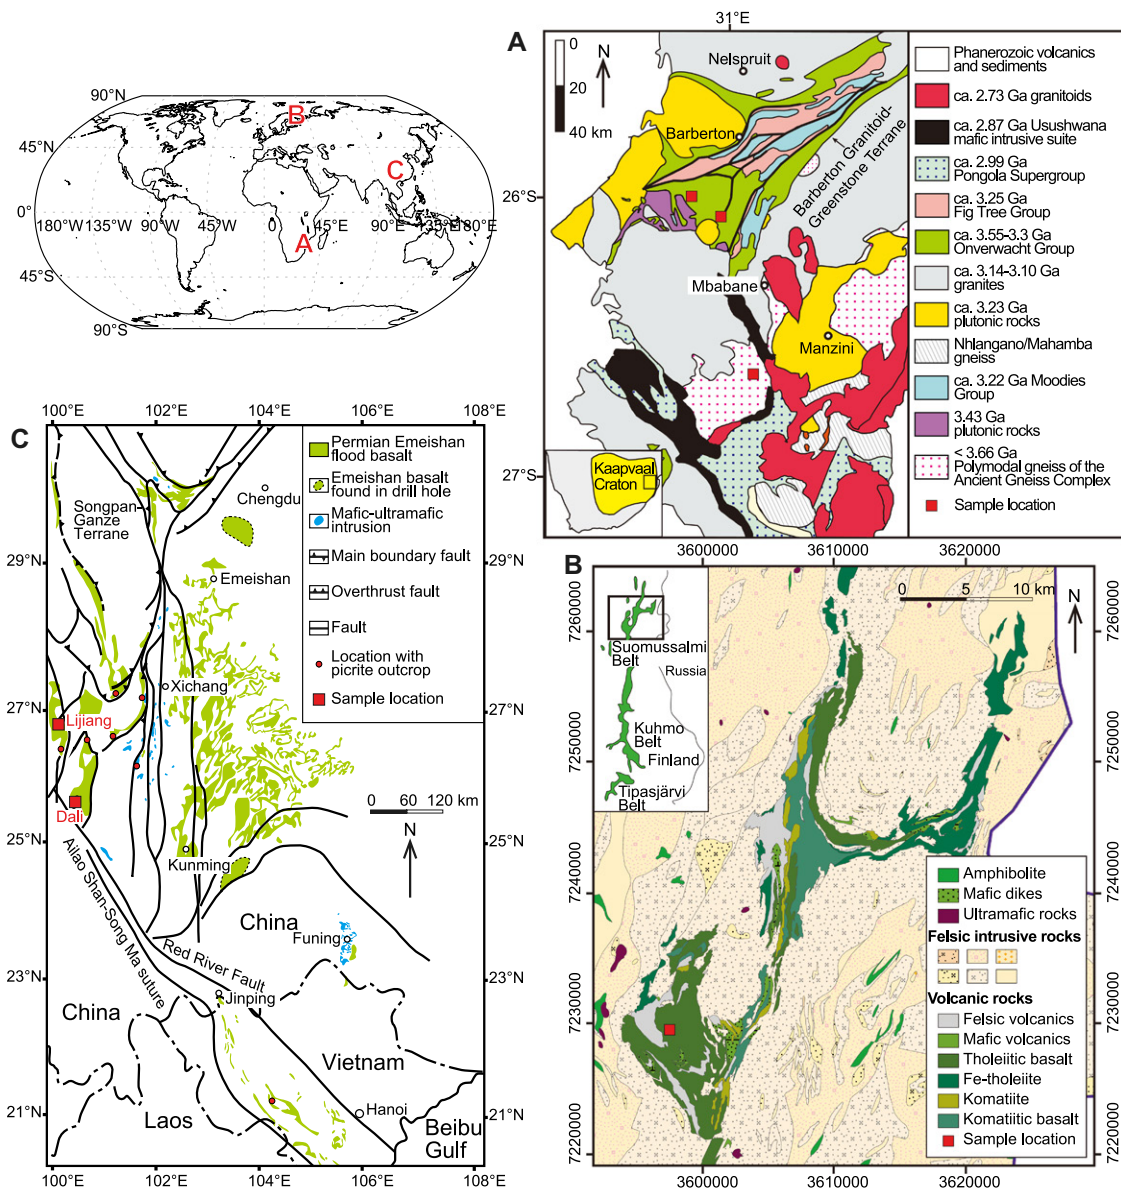 90°N
45°N
0°
180°W
90°W
45°W
0
45°E
90°E
135°E
180°E
45°S
90°S
A
B
C
A
31°E
0
20
40 km
N
Nelspruit
Barberton
Barberton Granitoid-
Greenstone Terrane
26°S
Mbabane
Manzini
27°S
Kaapvaal
Craton
Phanerozoic volcanics
and sediments
ca. 2.73 Ga granitoids
ca. 2.87 Ga Usushwana
mafic intrusive suite
ca. 2.99 Ga
Pongola Supergroup
ca. 3.25 Ga
Fig Tree Group
ca. 3.55-3.3 Ga
Onverwacht Group
ca. 3.14-3.10 Ga
granites
ca. 3.23 Ga
plutonic rocks
Nhlangano/Mahamba
gneiss
ca. 3.22 Ga Moodies
Group
3.43 Ga
plutonic rocks
< 3.66 Ga
Polymodal gneiss of the
Ancient Gneiss Complex
Sample location
C
100°E
102°E
104°E
106°E
108°E
29°N
27°N
25°N
23°N
21°N
29°N
27°N
25°N
23°N
21°N
100°E
102°E
104°E
106°E
108°E
Songpan-
Ganze
Terrane
Chengdu
Emeishan
Xichang
Lijiang
Dali
Kunming
Ailao Shan-Song Ma suture
Red River Fault
China
Funing
Jinping
China
Vietnam
Laos
Hanoi
Beibu
Gulf
0 60 120 km
N
Permian Emeishan
flood basalt
Emeishan basalt
found in drill hole
Mafic-ultramafic
intrusion
Main boundary fault
Overthrust fault
Fault
Location with
picrite outcrop
Sample location
B
3600000
3610000
3620000
7260000
7250000
7240000
7230000
7220000
7260000
7250000
7240000
7230000
7220000
3600000
3610000
3620000
0 5 10 km
N
Suomussalmi
Belt
Russia
Kuhmo
Belt
Finland
Tipasjärvi
Belt
Amphibolite
Mafic dikes
Ultramafic rocks
Felsic intrusive rocks
Volcanic rocks
Felsic volcanics
Mafic volcanics
Tholeiitic basalt
Fe-tholeiite
Komatiite
Komatiitic basalt
Sample location